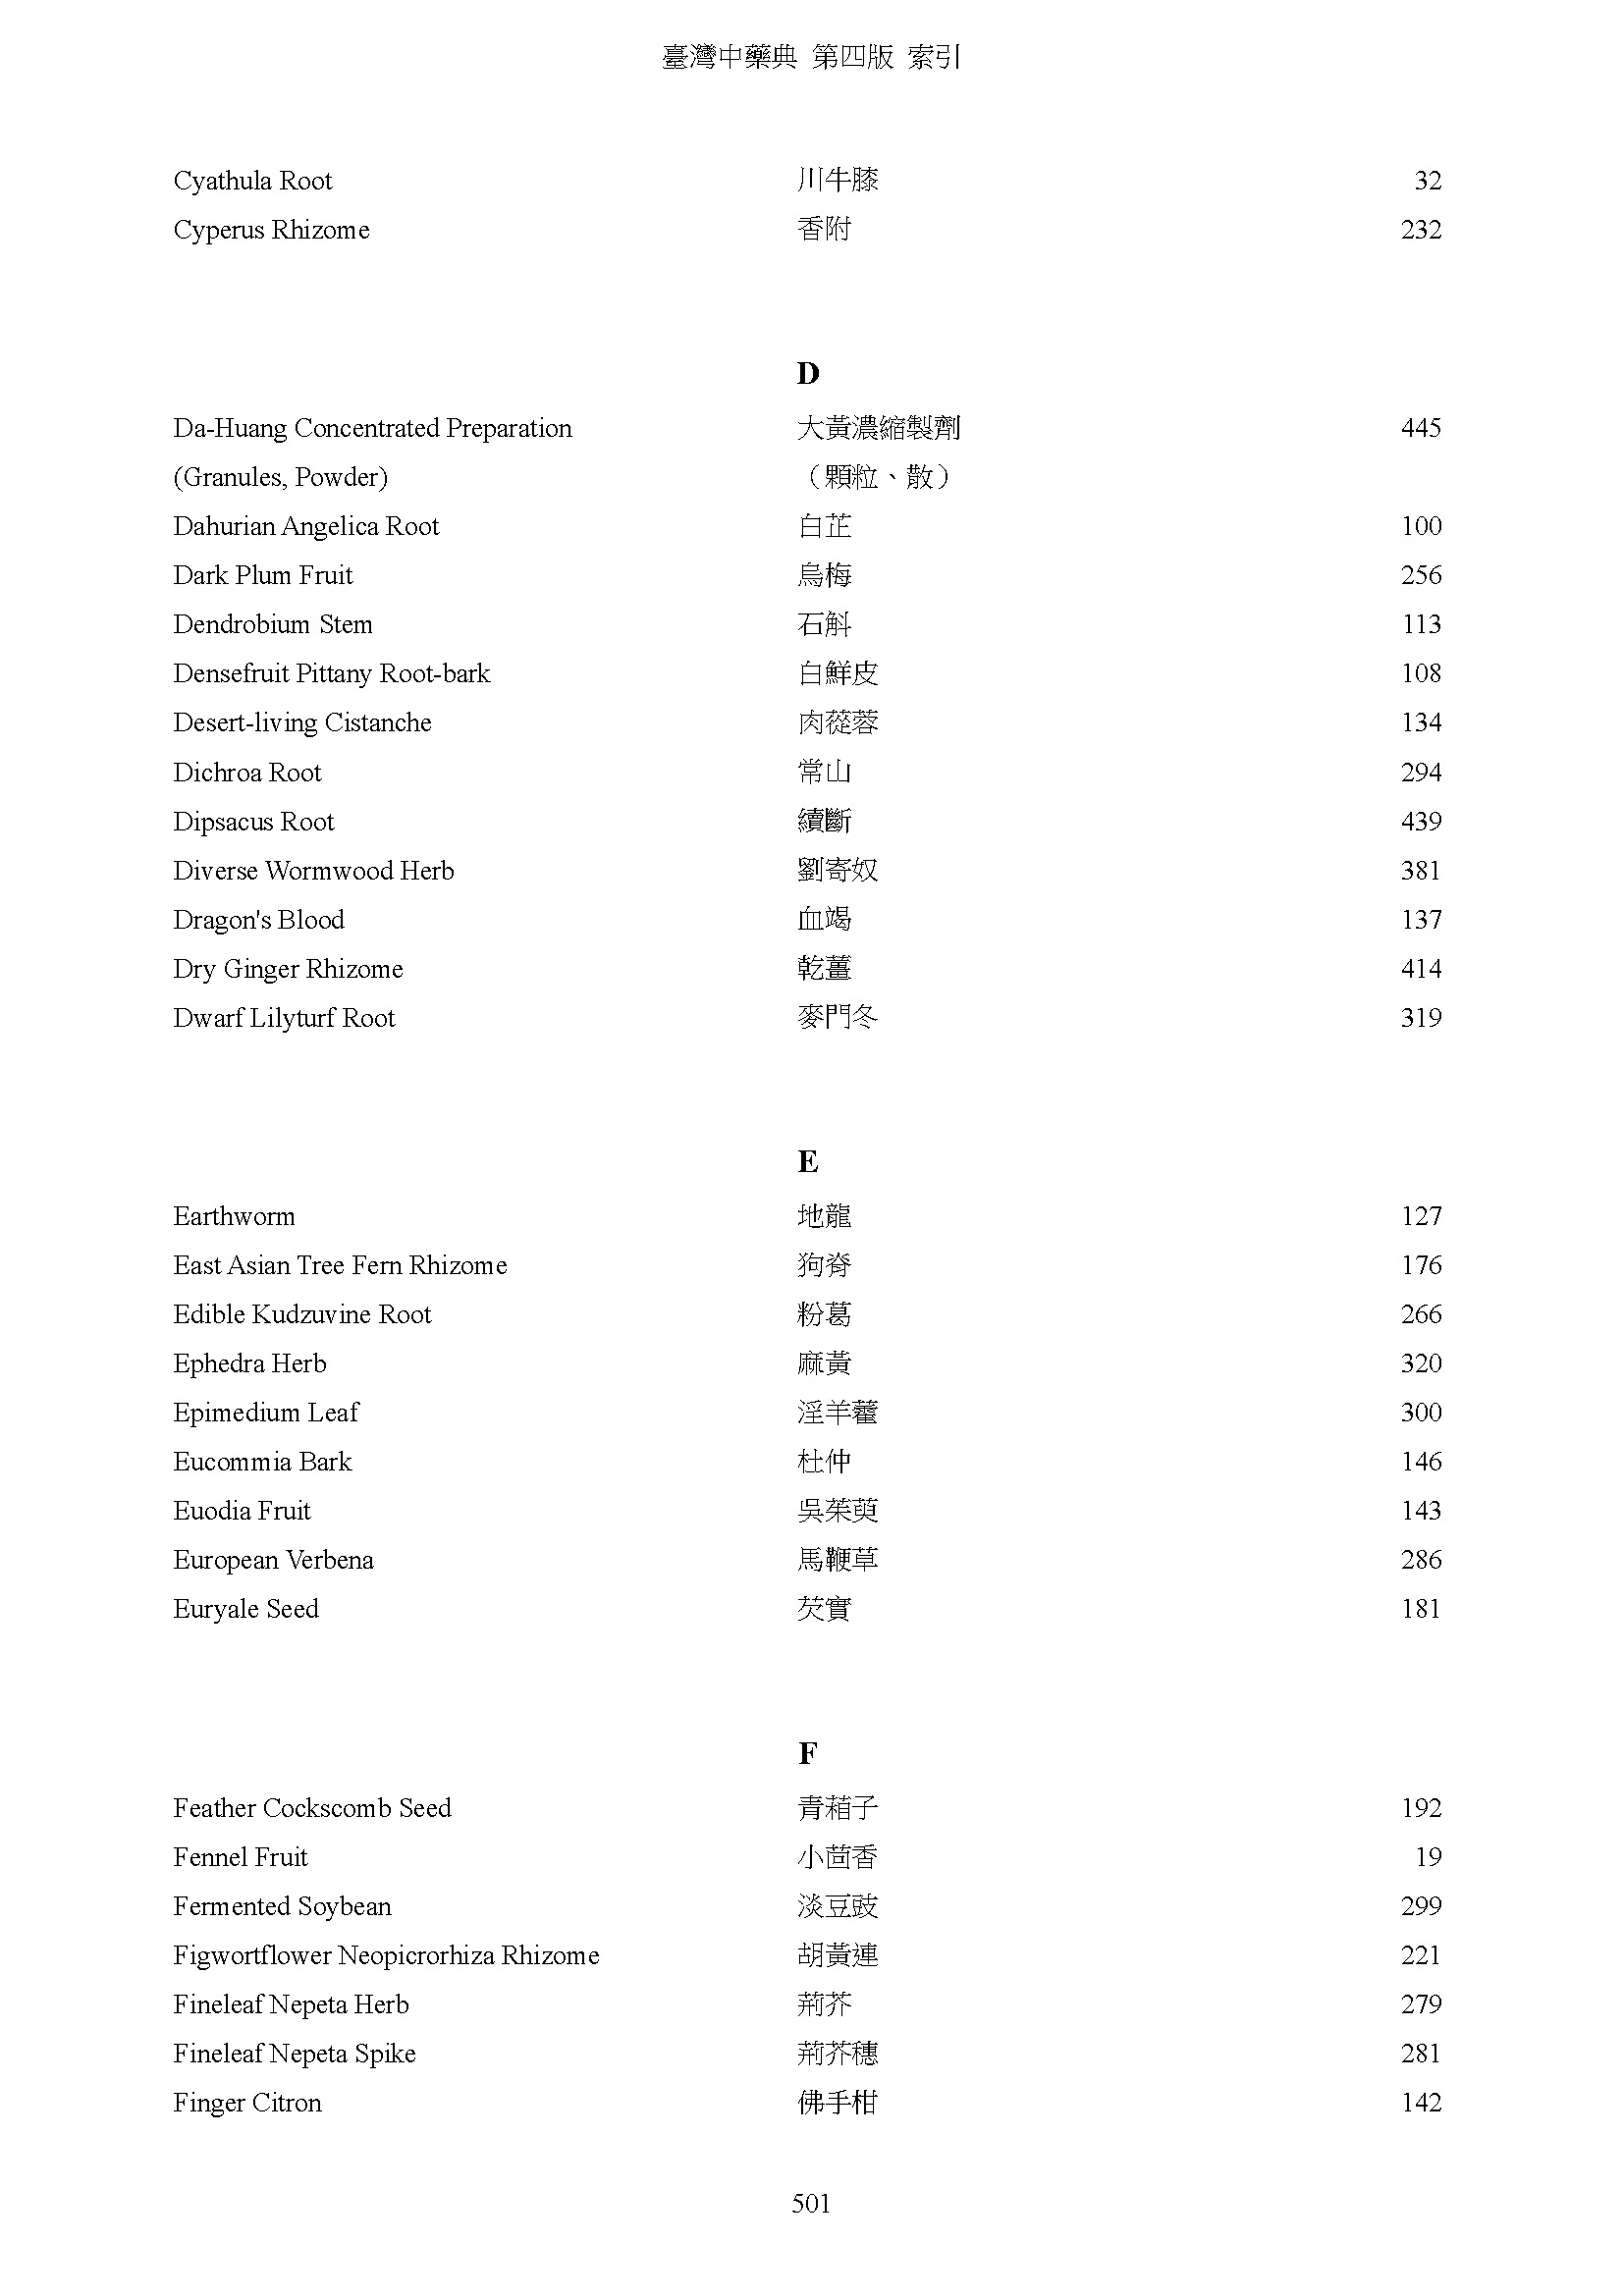 臺灣中藥典 第四版 索引
Cyathula Root 川牛膝 32
Cyperus Rhizome 香附 232
D
Da-Huang Concentrated Preparation 大黃濃縮製劑 445
(Granules, Powder) （顆粒、散）
Dahurian Angelica Root 白芷 100
Dark Plum Fruit 烏梅 256
Dendrobium Stem 石斛 113
Densefruit Pittany Root-bark 白鮮皮 108
Desert-living Cistanche 肉蓯蓉 134
Dichroa Root 常山 294
Dipsacus Root 續斷 439
Diverse Wormwood Herb 劉寄奴 381
Dragon's Blood 血竭 137
Dry Ginger Rhizome 乾薑 414
Dwarf Lilyturf Root 麥門冬 319
E
Earthworm 地龍 127
East Asian Tree Fern Rhizome 狗脊 176
Edible Kudzuvine Root 粉葛 266
Ephedra Herb 麻黃 320
Epimedium Leaf 淫羊藿 300
Eucommia Bark 杜仲 146
Euodia Fruit 吳茱萸 143
European Verbena 馬鞭草 286
Euryale Seed 芡實 181
F
Feather Cockscomb Seed 青葙子 192
Fennel Fruit 小茴香 19
Fermented Soybean 淡豆豉 299
Figwortflower Neopicrorhiza Rhizome 胡黃連 221
Fineleaf Nepeta Herb 荊芥 279
Fineleaf Nepeta Spike 荊芥穗 281
Finger Citron 佛手柑 142
501